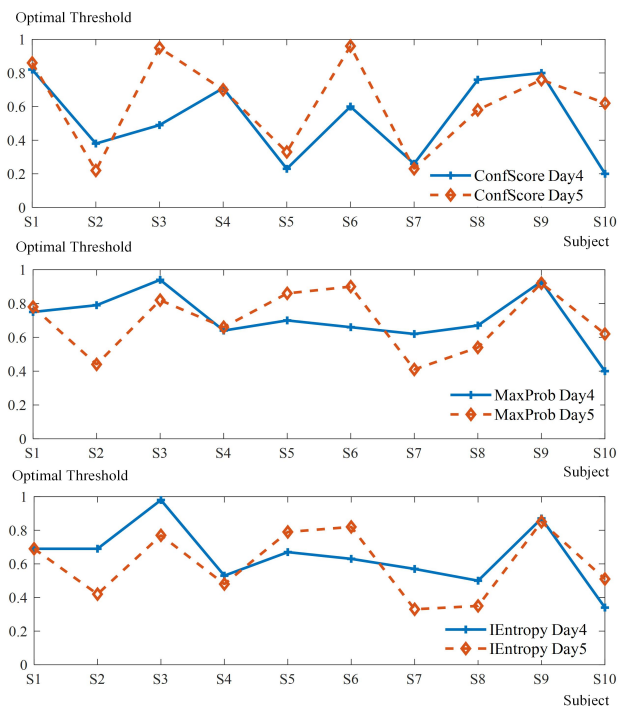 Optimal Threshold
1
0.8
0.6
0.4
0.2
0
ConfScore Day4
ConfScore Day5
S1 S2 S3 S4 S5 S6 S7 S8 S9 S10
Subject
Optimal Threshold
1
0.8
0.6
0.4
0.2
0
MaxProb Day4
MaxProb Day5
S1 S2 S3 S4 S5 S6 S7 S8 S9 S10
Subject
Optimal Threshold
1
0.8
0.6
0.4
0.2
0
IEntropy Day4
IEntropy Day5
S1 S2 S3 S4 S5 S6 S7 S8 S9 S10
Subject